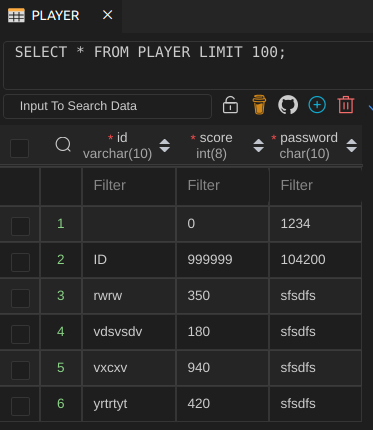 PLAYER ×
SELECT * FROM PLAYER LIMIT 100;
Input To Search Data
* id * score * password
varchar(10) int(8) char(10)
Filter Filter Filter
1 0 1234
2 ID 999999 104200
3 rwrw 350 sfsdfs
4 vdsvsdv 180 sfsdfs
5 vxcxv 940 sfsdfs
6 yrtrtyt 420 sfsdfs